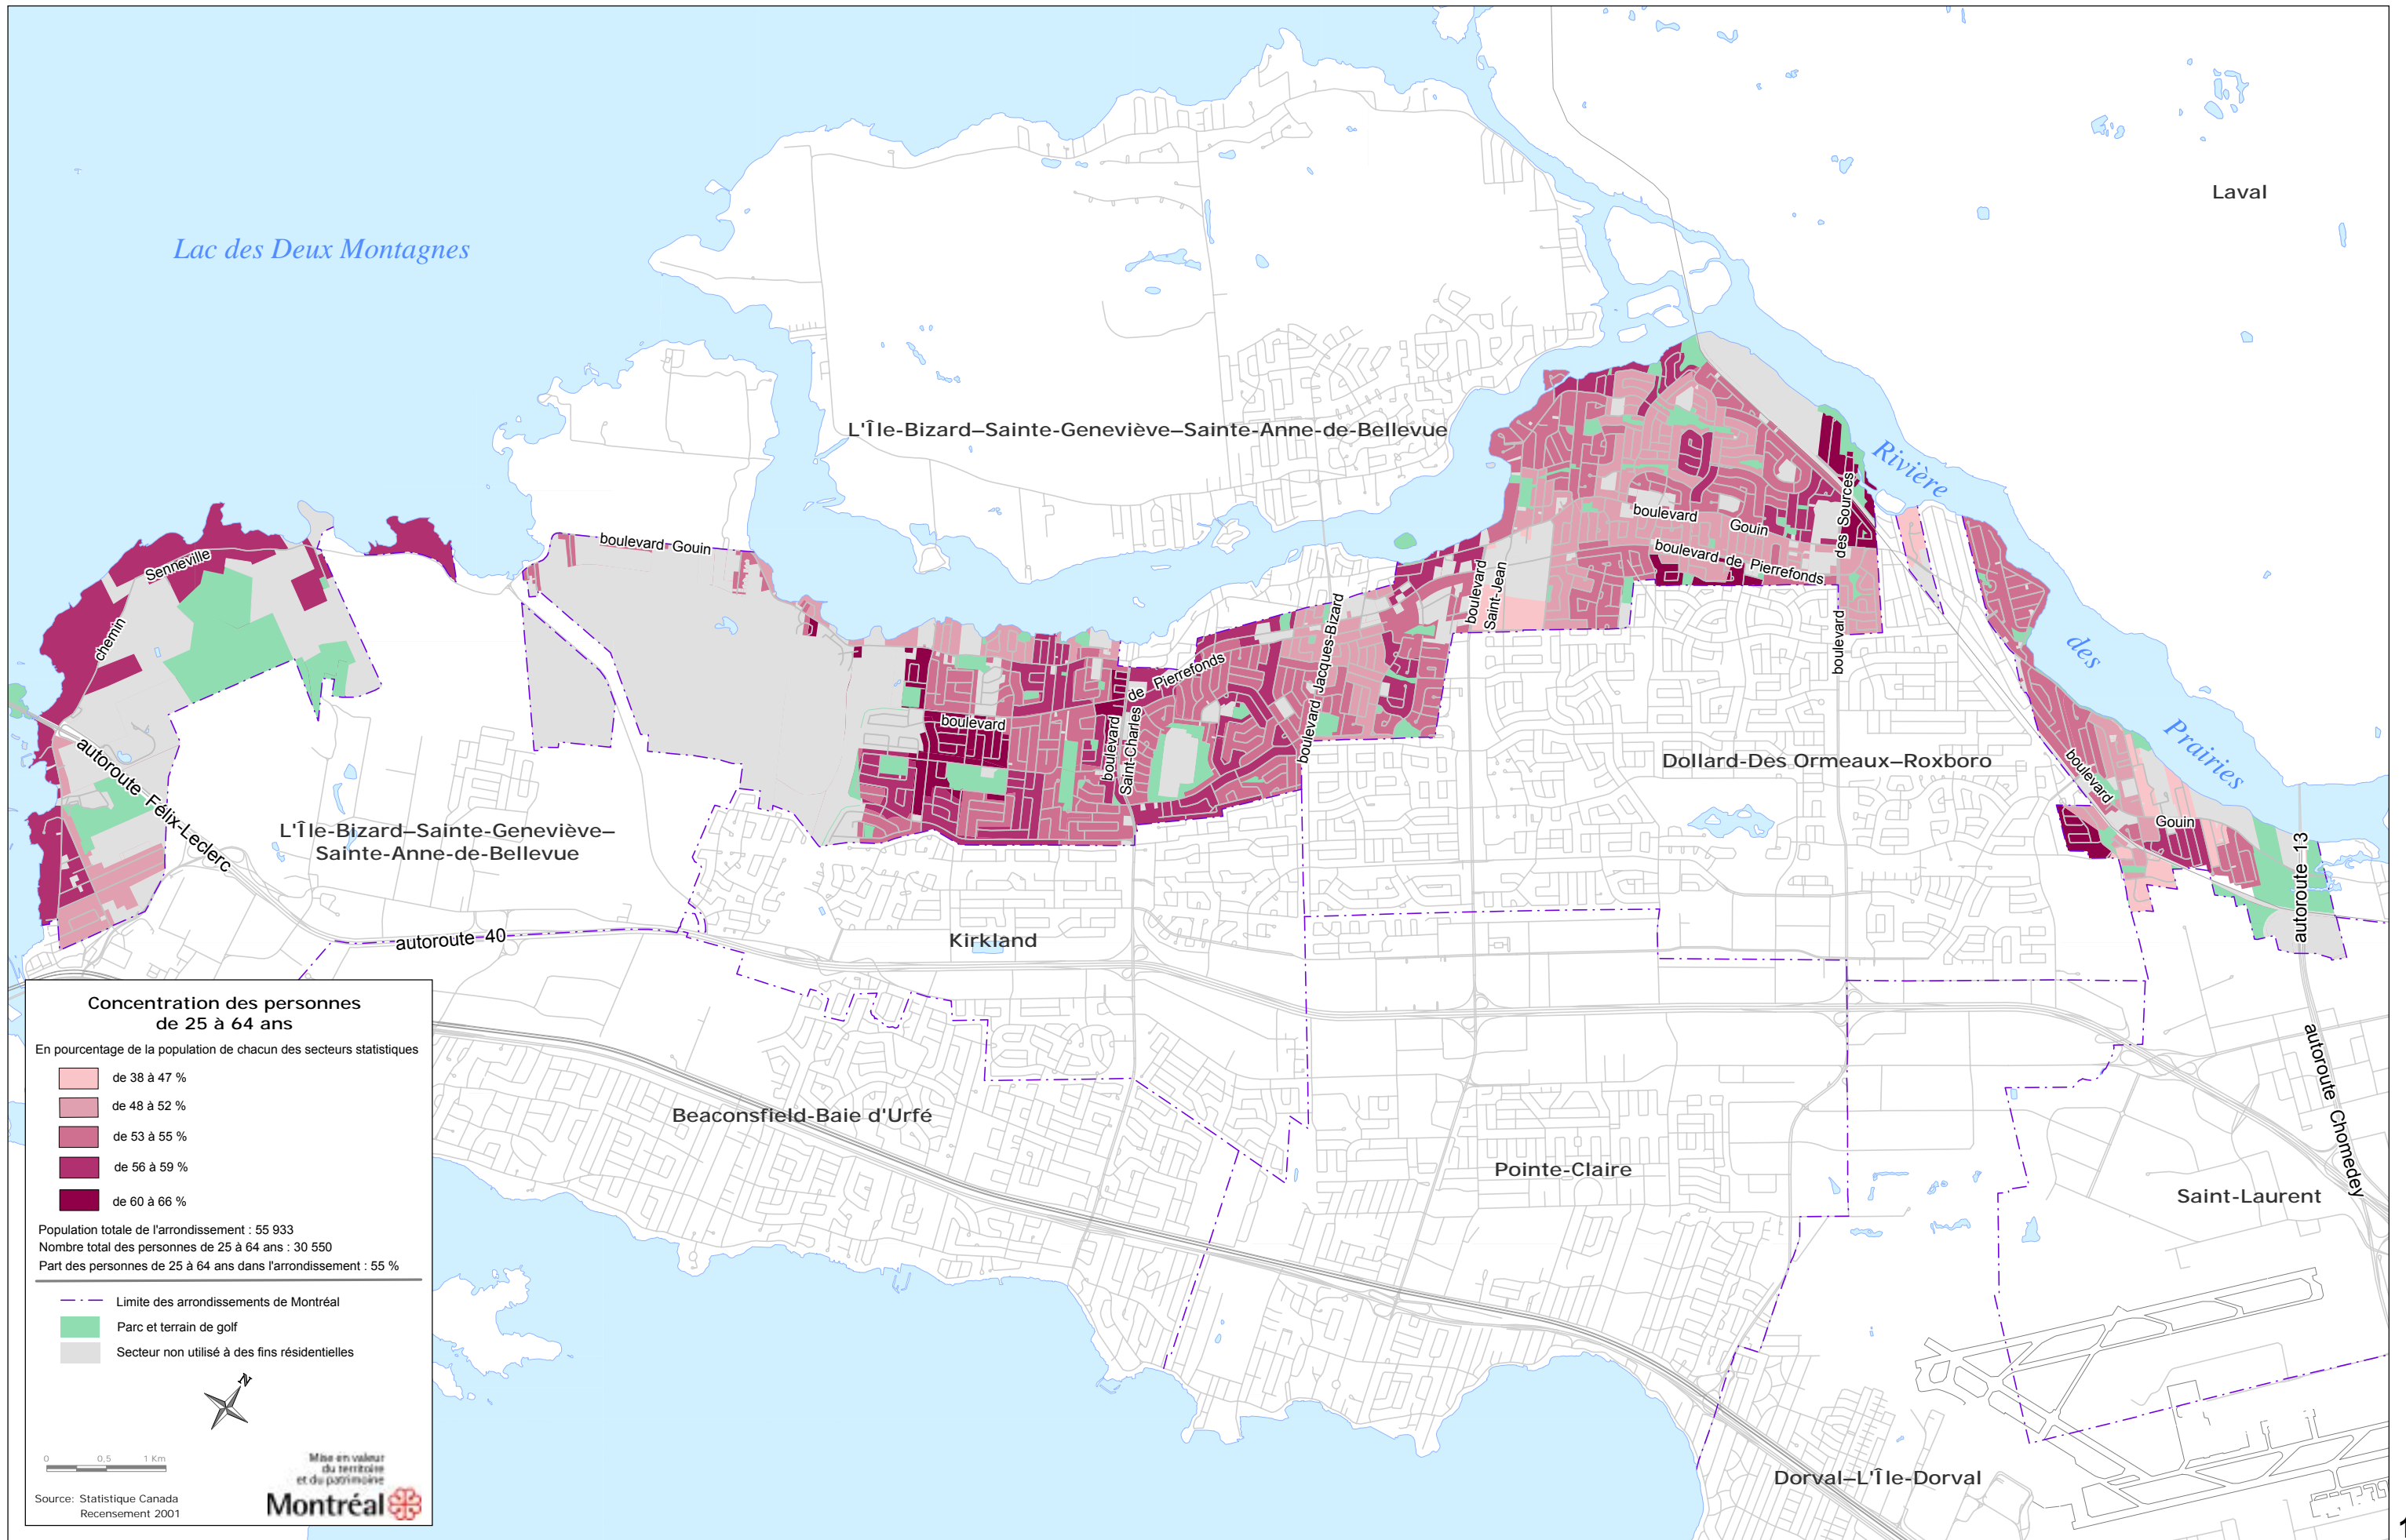 Laval
Lac des Deux Montagnes
L'Île-Bizard–Sainte-Geneviève–Sainte-Anne-de-Bellevue
Rivière
des
Prairies
Senneville
chemin
boulevard Gouin
boulevard
Gouin
des Sources
boulevard de Pierrefonds
boulevard
Saint-Jean
boulevard
boulevard Jacques-Bizard
de Pierrefonds
boulevard
boulevard
Saint-Charles
autoroute Félix-Leclerc
Dollard-Des Ormeaux–Roxboro
boulevard
Gouin
autoroute 13
L'Île-Bizard–Sainte-Geneviève–
Sainte-Anne-de-Bellevue
autoroute 40
Kirkland
autoroute Chomedey
Beaconsfield-Baie d'Urfé
Pointe-Claire
Saint-Laurent
Dorval–L'Île-Dorval
Concentration des personnes
de 25 à 64 ans
En pourcentage de la population de chacun des secteurs statistiques
de 38 à 47 %
de 48 à 52 %
de 53 à 55 %
de 56 à 59 %
de 60 à 66 %
Population totale de l'arrondissement : 55 933
Nombre total des personnes de 25 à 64 ans : 30 550
Part des personnes de 25 à 64 ans dans l'arrondissement : 55 %
Limite des arrondissements de Montréal
Parc et terrain de golf
Secteur non utilisé à des fins résidentielles
N
0 0,5 1 Km
Mise en valeur
du territoire
et du patrimoine
Montréal
Source: Statistique Canada
Recensement 2001